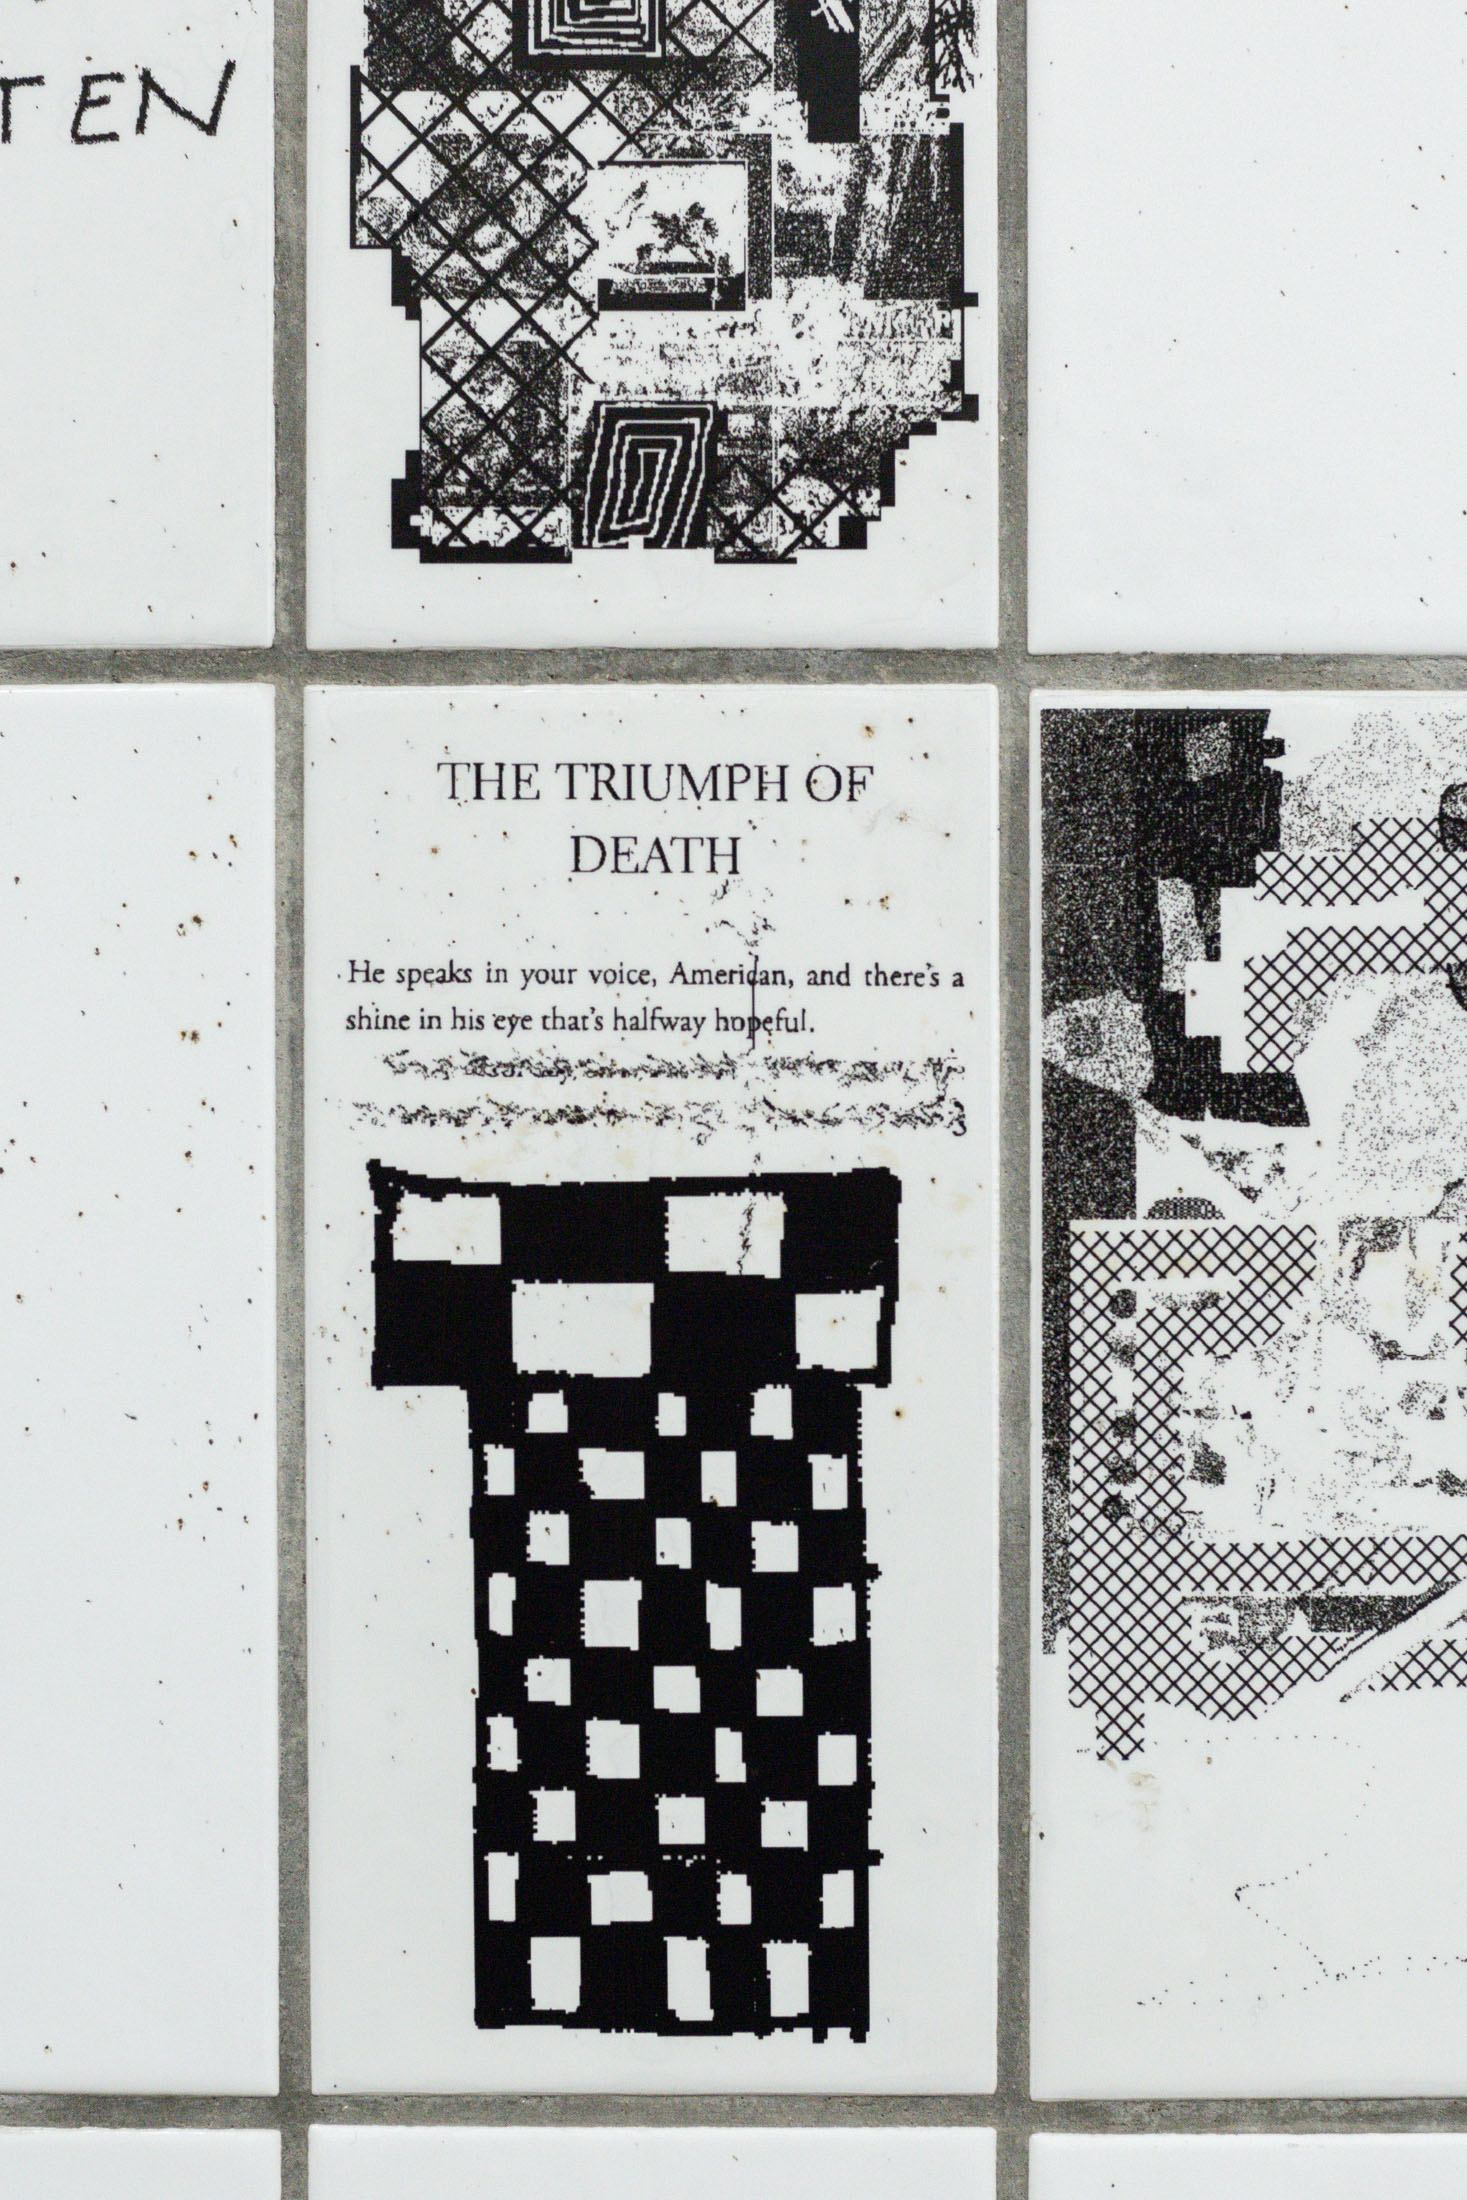 TEN
THE TRIUMPH OF
DEATH
He speaks in your voice, American, and there's a
shine in his eye that's halfway hopeful.